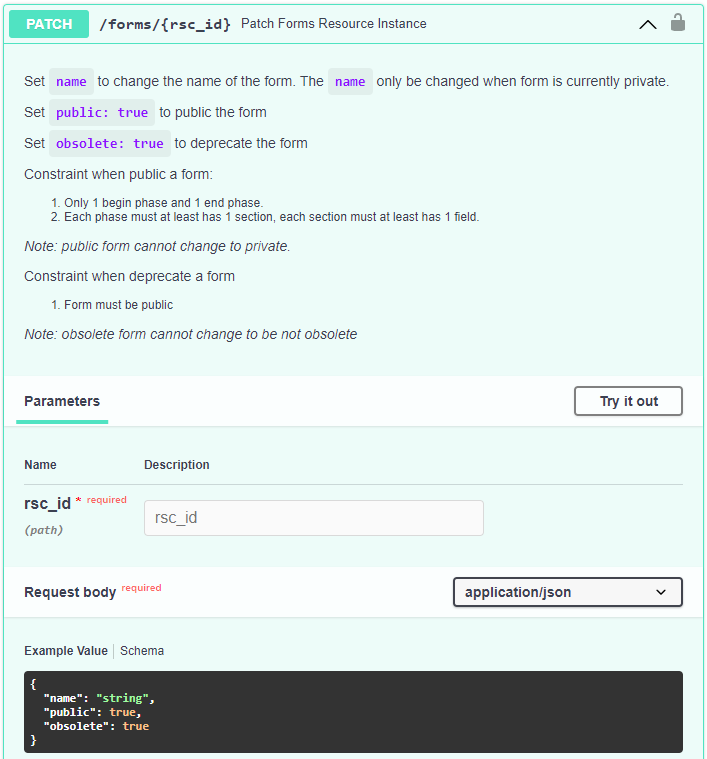 PATCH /forms/{rsc_id} Patch Forms Resource Instance
Set name to change the name of the form. The name only be changed when form is currently private.
Set public: true to public the form
Set obsolete: true to deprecate the form
Constraint when public a form:
1. Only 1 begin phase and 1 end phase.
2. Each phase must at least has 1 section, each section must at least has 1 field.
Note: public form cannot change to private.
Constraint when deprecate a form
1. Form must be public
Note: obsolete form cannot change to be not obsolete
Parameters Try it out
Name Description
rsc_id * required
(path)
rsc_id
Request body required application/json
Example Value Schema
{
  "name": "string",
  "public": true,
  "obsolete": true
}